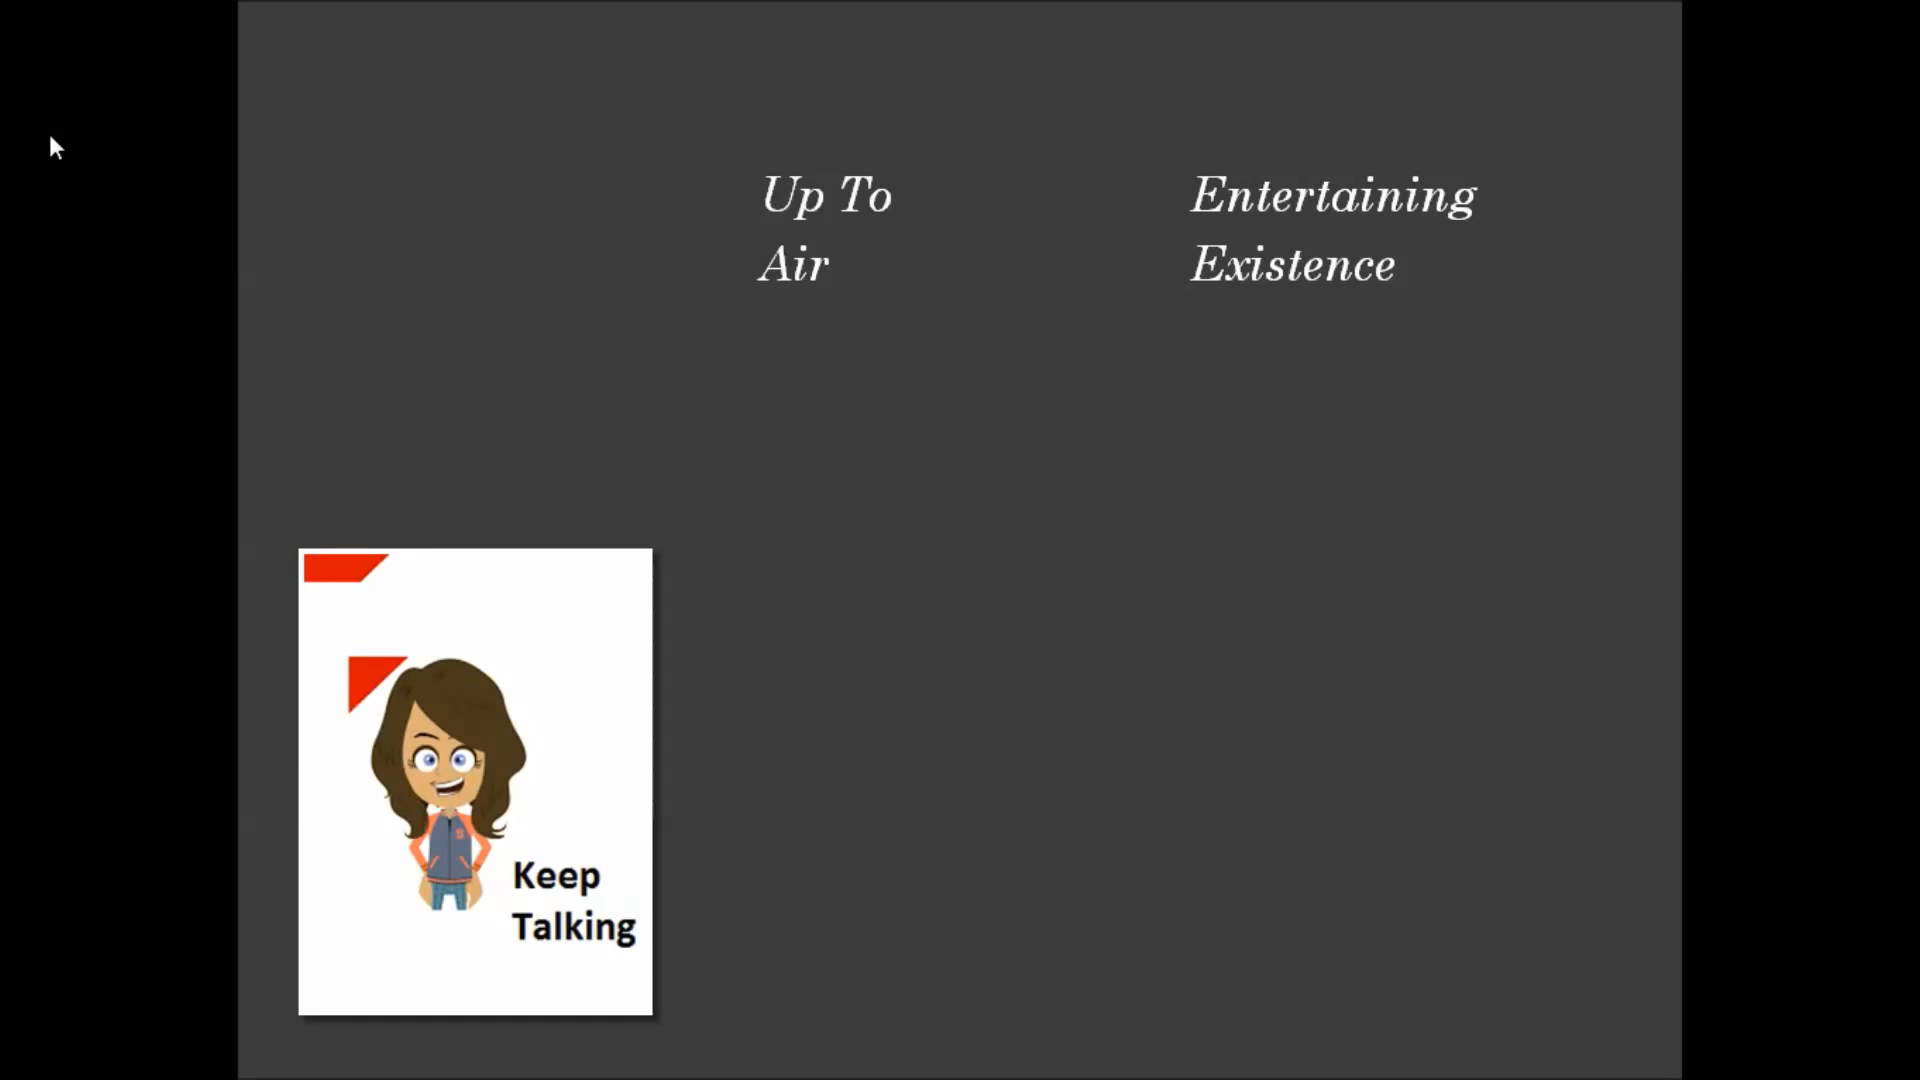 Up To
Air
Entertaining
Existence
Keep
Talking